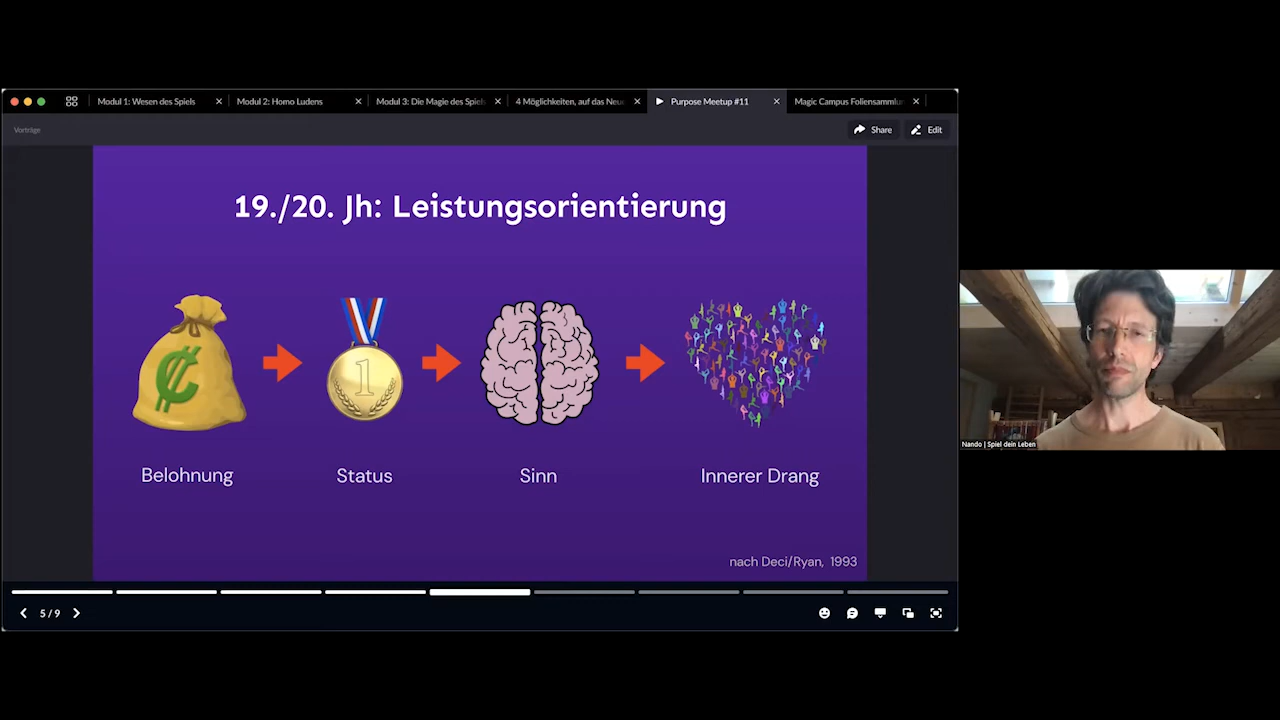 Modul 1: Wesen des Spiels
Modul 2: Homo Ludens
Modul 3: Die Magie des Spiels
4 Möglichkeiten, auf das Neu
Purpose Meetup #11
Magic Campus Foliensammlun
Vorträge
Share
Edit
19./20. Jh: Leistungsorientierung
₵
1
Belohnung
Status
Sinn
Innerer Drang
nach Deci/Ryan, 1993
5 / 9
Nando | Spiel dein Leben